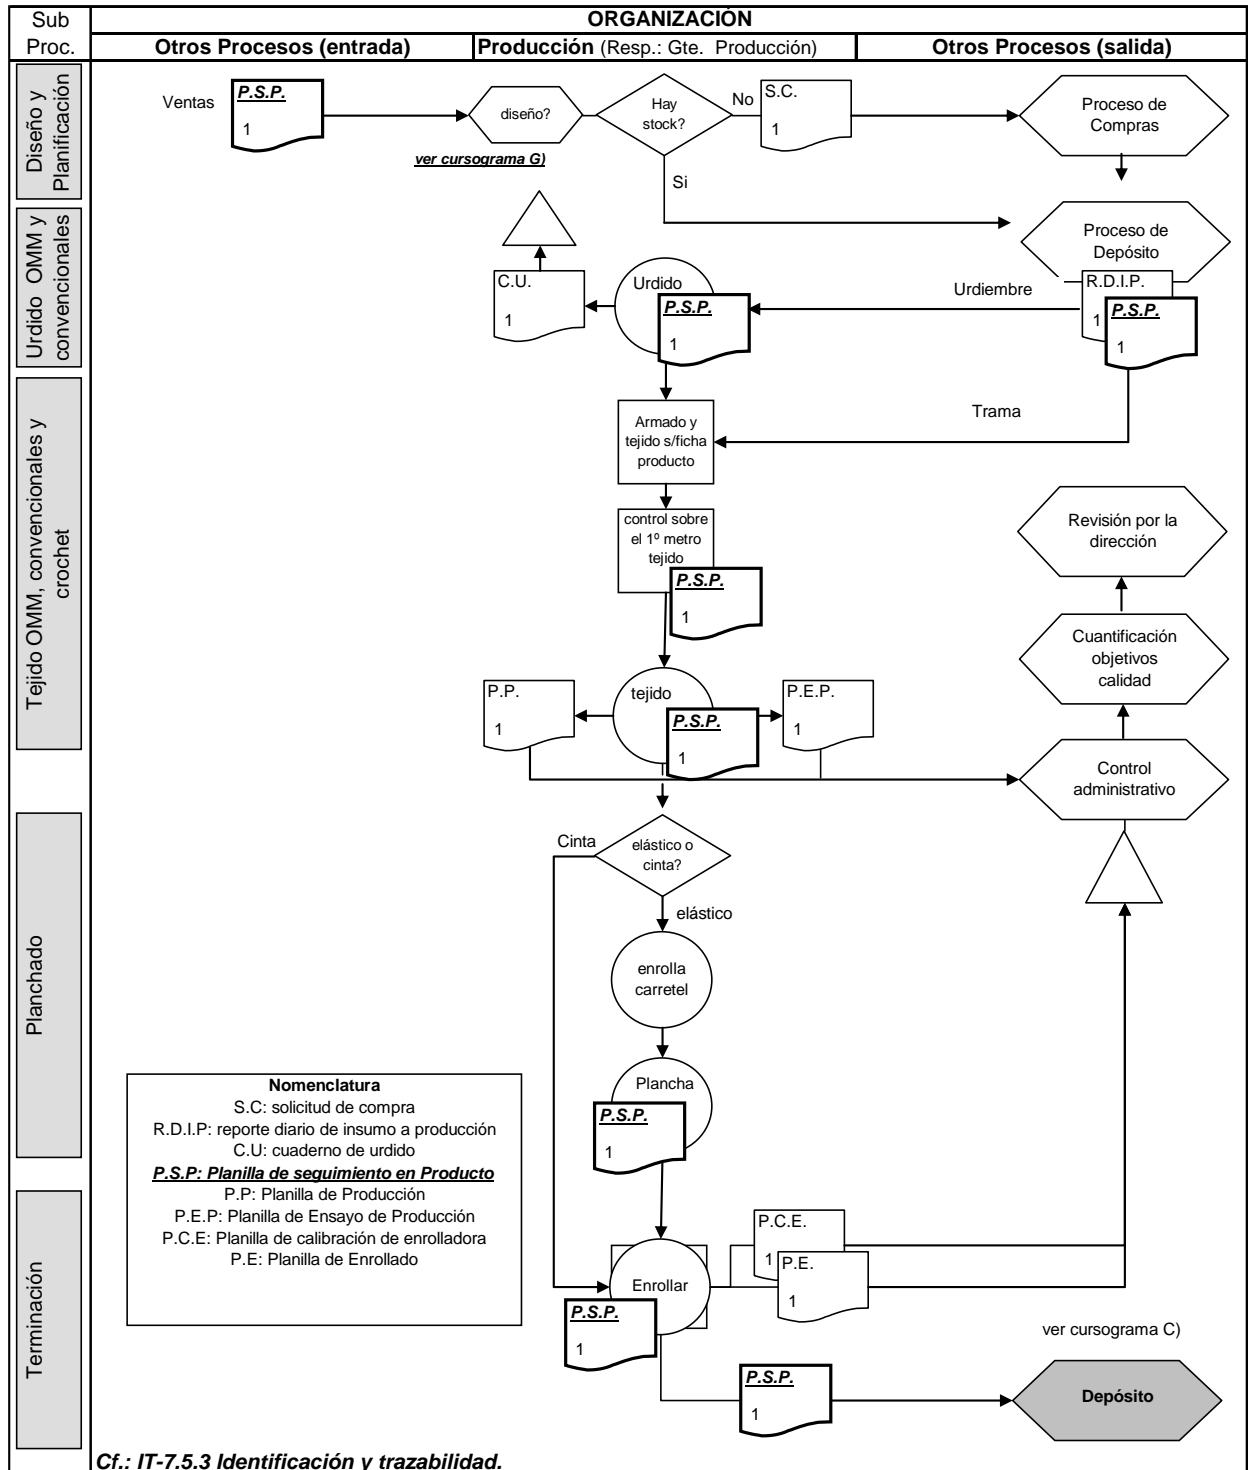 Sub
Proc.
ORGANIZACIÓN
Otros Procesos (entrada)
Producción (Resp.: Gte. Producción)
Otros Procesos (salida)
Diseño y
Planificación
Ventas
P.S.P.
1
diseño?
ver cursograma G)
Hay
stock?
No
S.C.
1
Proceso de
Compras
Si
Urdido OMM y
convencionales
Proceso de
Depósito
C.U.
1
Urdido
P.S.P.
1
Urdiembre
R.D.I.P.
1
P.S.P.
1
Tejido OMM, convencionales y
crochet
Armado y
tejido s/ficha
producto
Trama
control sobre
el 1º metro
tejido
P.S.P.
1
Revisión por la
dirección
Cuantificación
objetivos
calidad
P.P.
1
tejido
P.S.P.
1
P.E.P.
1
Control
administrativo
Planchado
Cinta
elástico o
cinta?
elástico
enrolla
carretel
Plancha
P.S.P.
1
Nomenclatura
S.C: solicitud de compra
R.D.I.P: reporte diario de insumo a producción
C.U: cuaderno de urdido
P.S.P: Planilla de seguimiento en Producto
P.P: Planilla de Producción
P.E.P: Planilla de Ensayo de Producción
P.C.E: Planilla de calibración de enrolladora
P.E: Planilla de Enrollado
Terminación
Enrollar
P.S.P.
1
P.C.E.
1
P.E.
1
ver cursograma C)
P.S.P.
1
Depósito
Cf.: IT-7.5.3 Identificación y trazabilidad.